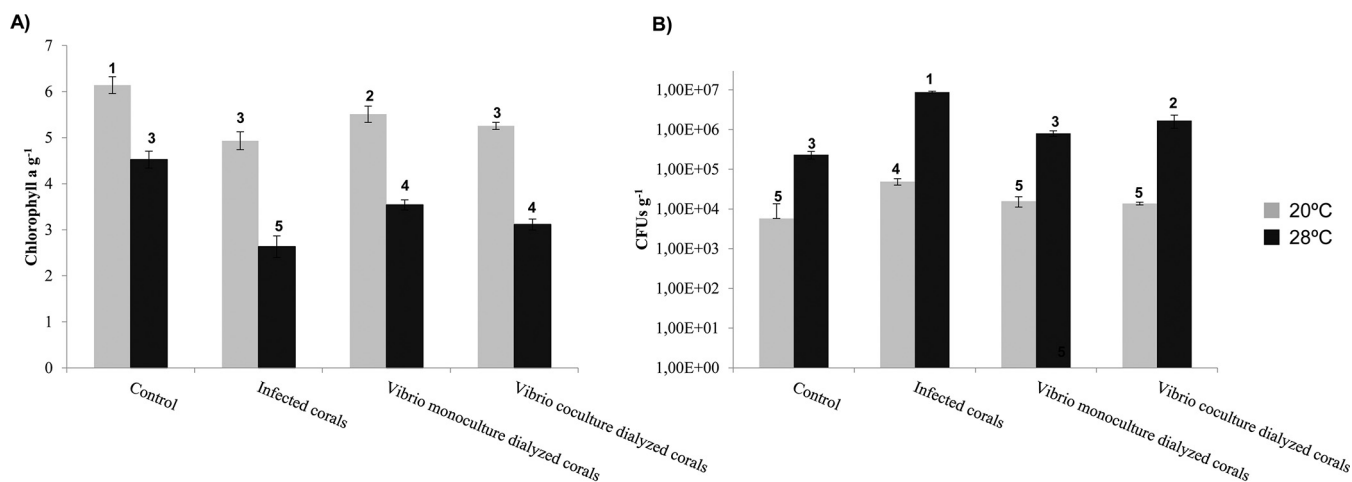 A)
Chlorophyll a g-1
7
6
5
4
3
2
1
0
1
3
3
5
2
4
3
4
Control
Infected corals
Vibrio monoculture dialyzed corals
Vibrio coculture dialyzed corals
B)
CFUs g-1
1,00E+07
1,00E+06
1,00E+05
1,00E+04
1,00E+03
1,00E+02
1,00E+01
1,00E+00
5
3
4
1
5
3
5
2
5
Control
Infected corals
Vibrio monoculture dialyzed corals
Vibrio coculture dialyzed corals
20ºC
28ºC